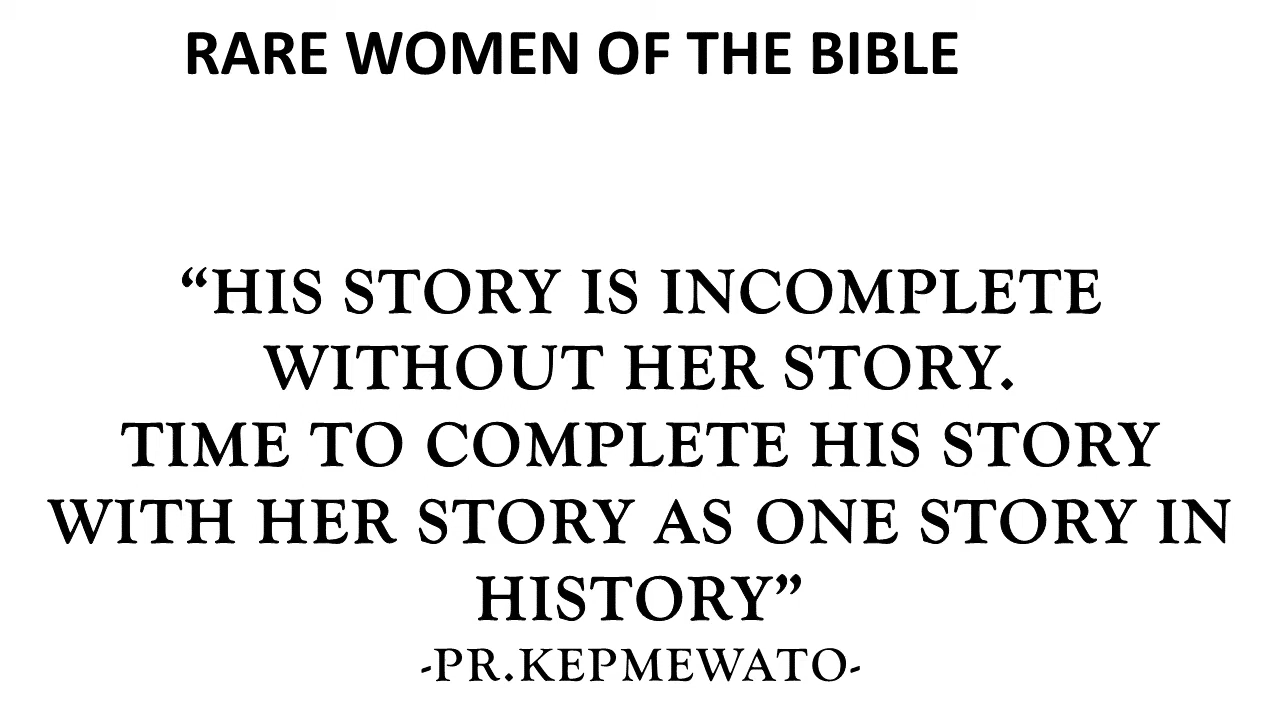 RARE WOMEN OF THE BIBLE
“HIS STORY IS INCOMPLETE
WITHOUT HER STORY.
TIME TO COMPLETE HIS STORY
WITH HER STORY AS ONE STORY IN
HISTORY”
-PR.KEPMEWATO-